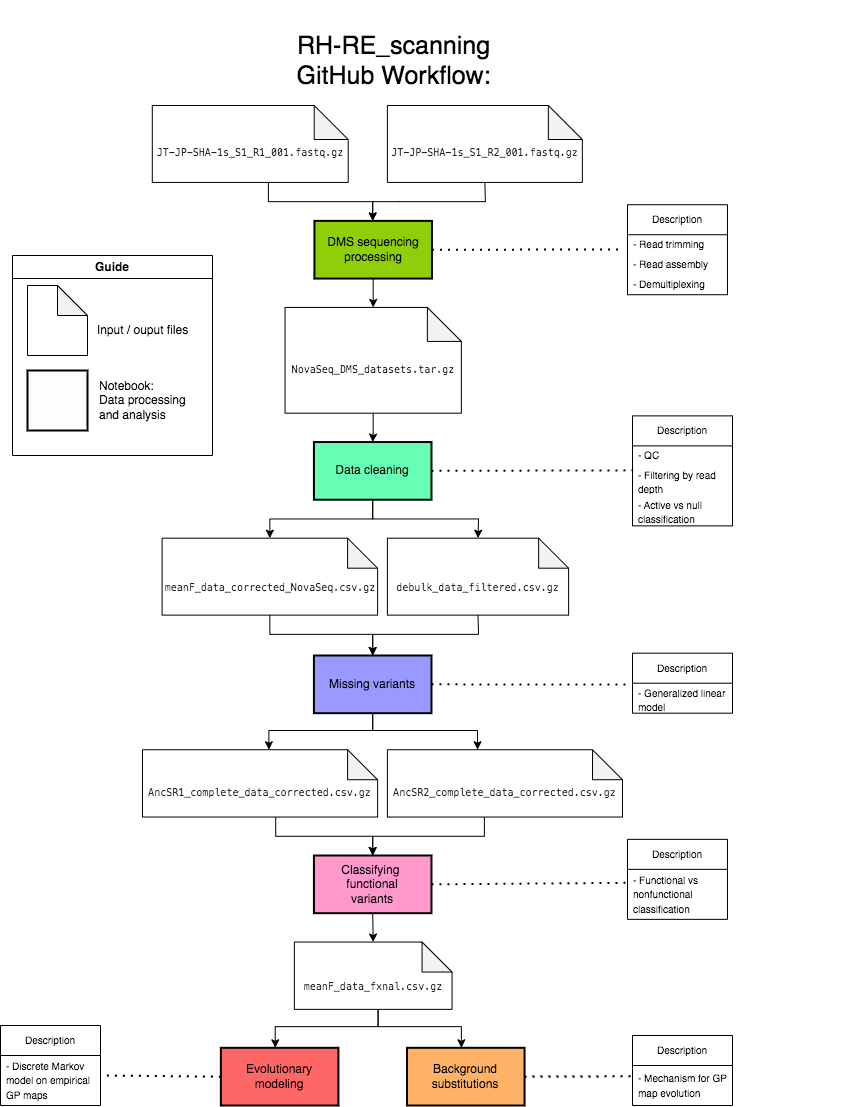 RH-RE_scanning
GitHub Workflow:
JT-JP-SHA-1s_S1_R1_001.fastq.gz
JT-JP-SHA-1s_S1_R2_001.fastq.gz
DMS sequencing
processing
Description
- Read trimming
- Read assembly
- Demultiplexing
Guide
Input / ouput files
Notebook:
Data processing
and analysis
NovaSeq_DMS_datasets.tar.gz
Data cleaning
Description
- QC
- Filtering by read
depth
- Active vs null
classification
meanF_data_corrected_NovaSeq.csv.gz
debulk_data_filtered.csv.gz
Missing variants
Description
- Generalized linear
model
AncSR1_complete_data_corrected.csv.gz
AncSR2_complete_data_corrected.csv.gz
Classifying
functional
variants
Description
- Functional vs
nonfunctional
classification
meanF_data_fxnal.csv.gz
Description
- Discrete Markov
model on empirical
GP maps
Evolutionary
modeling
Background
substitutions
Description
- Mechanism for GP
map evolution